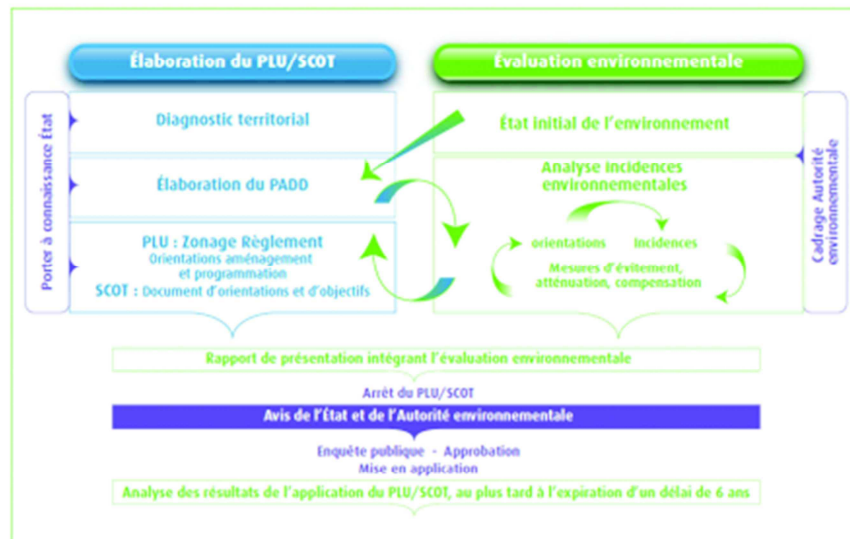 Élaboration du PLU/SCOT
Évaluation environnementale
Porter à connaissance État
Diagnostic territorial
Élaboration du PADD
PLU : Zonage Règlement
Orientations aménagement
et programmation
SCOT : Document d'orientations et d'objectifs
État initial de l'environnement
Analyse incidences
environnementales
orientations
incidences
Mesures d'évitement,
atténuation, compensation
Cadrage Autorité
environnementale
Rapport de présentation intégrant l'évaluation environnementale
Arrêt du PLU/SCOT
Avis de l'État et de l'Autorité environnementale
Enquête publique - Approbation
Mise en application
Analyse des résultats de l'application du PLU/SCOT, au plus tard à l'expiration d'un délai de 6 ans